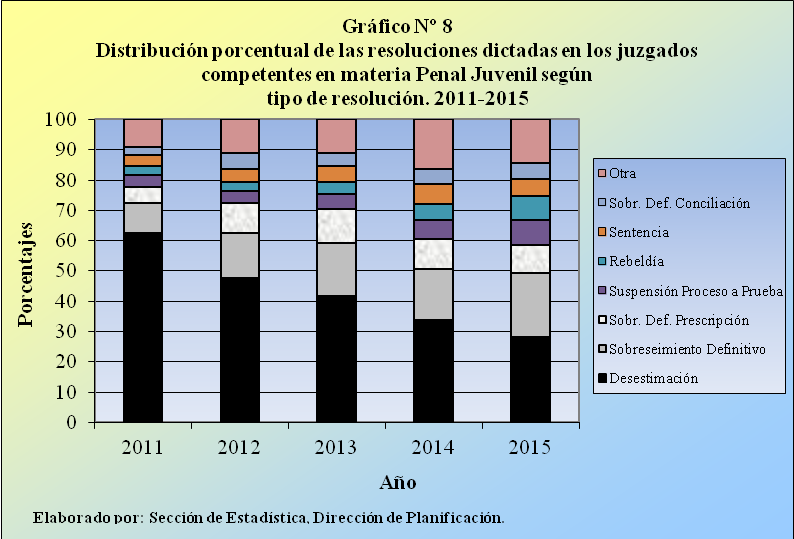 Gráfico Nº 8
Distribución porcentual de las resoluciones dictadas en los juzgados
competentes en materia Penal Juvenil según
tipo de resolución. 2011-2015
Porcentajes
100
90
80
70
60
50
40
30
20
10
0
2011 2012 2013 2014 2015
Año
Otra
Sobr. Def. Conciliación
Sentencia
Rebeldía
Suspensión Proceso a Prueba
Sobr. Def. Prescripción
Sobreseimiento Definitivo
Desestimación
Elaborado por: Sección de Estadística, Dirección de Planificación.